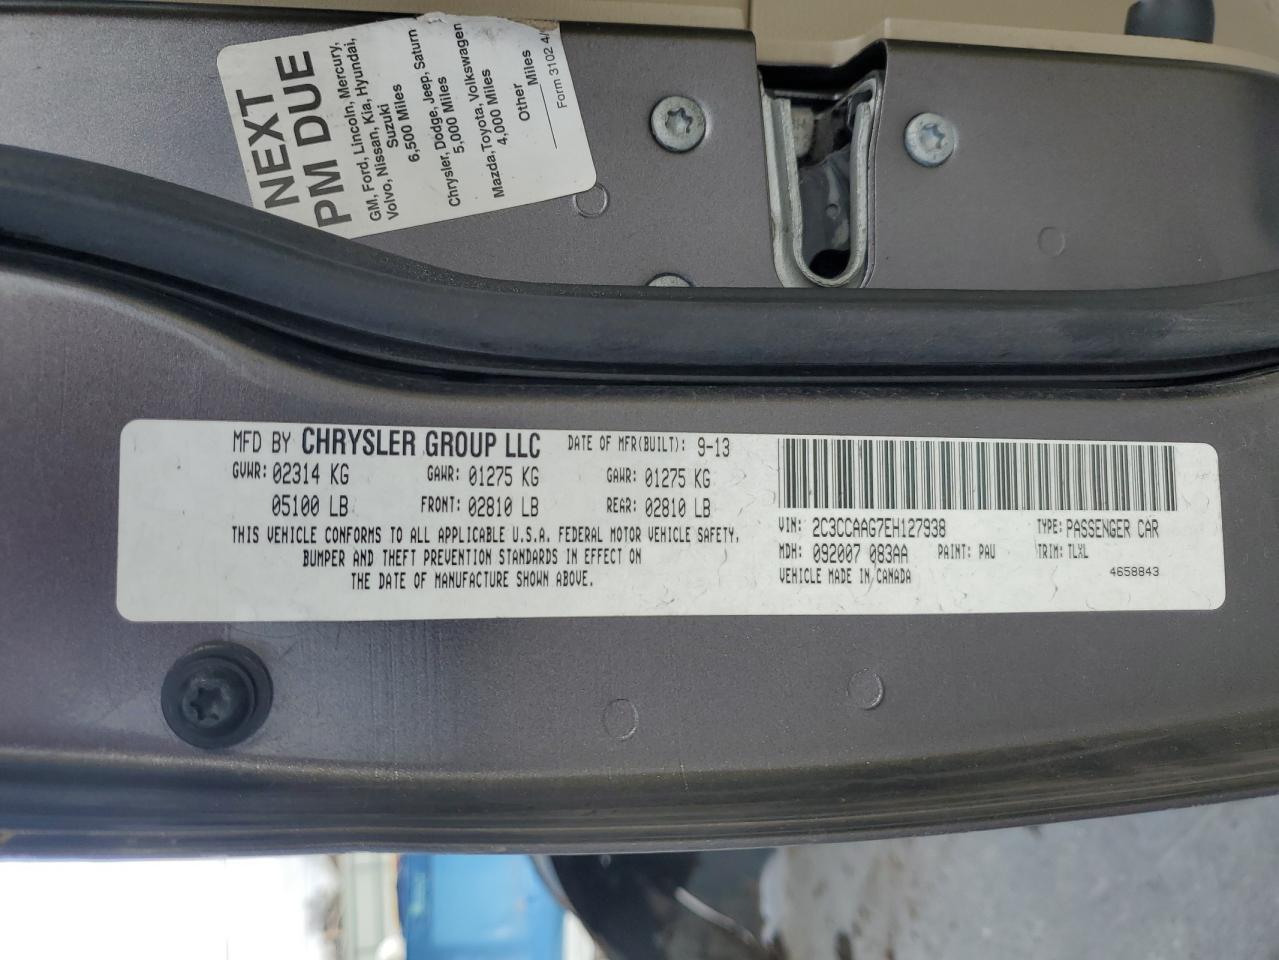 NEXT
PM DUE
GM, Ford, Lincoln, Mercury,
Volvo, Nissan, Kia, Hyundai,
Suzuki
6,500 Miles
Chrysler, Dodge, Jeep, Saturn
5,000 Miles
Mazda, Toyota, Volkswagen
4,000 Miles
Other
Miles
Form 3102 4/
MFD BY CHRYSLER GROUP LLC DATE OF MFR(BUILT): 9-13
GVWR: 02314 KG GAWR: 01275 KG GAWR: 01275 KG
05100 LB FRONT: 02810 LB REAR: 02810 LB
THIS VEHICLE CONFORMS TO ALL APPLICABLE U.S.A. FEDERAL MOTOR VEHICLE SAFETY,
BUMPER AND THEFT PREVENTION STANDARDS IN EFFECT ON
THE DATE OF MANUFACTURE SHOWN ABOVE.
VIN: 2C3CCAAG7EH127938 TYPE: PASSENGER CAR
MDH: 092007 083AA PAINT: PAU TRIM: TLXL
VEHICLE MADE IN CANADA 4658843